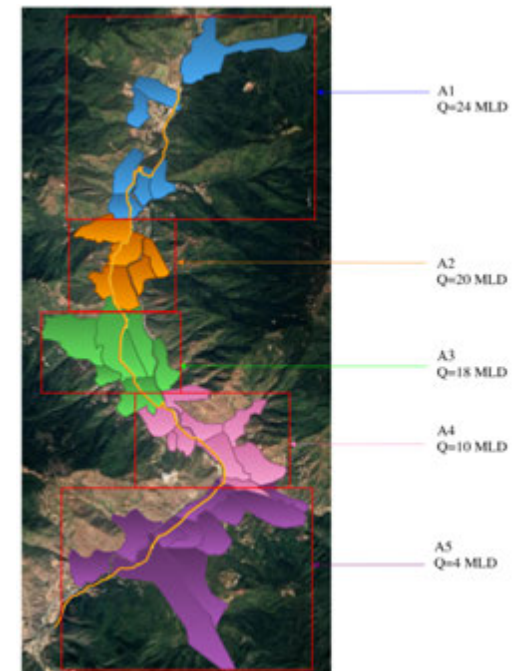 A1
Q=24 MLD
A2
Q=20 MLD
A3
Q=18 MLD
A4
Q=10 MLD
A5
Q=4 MLD